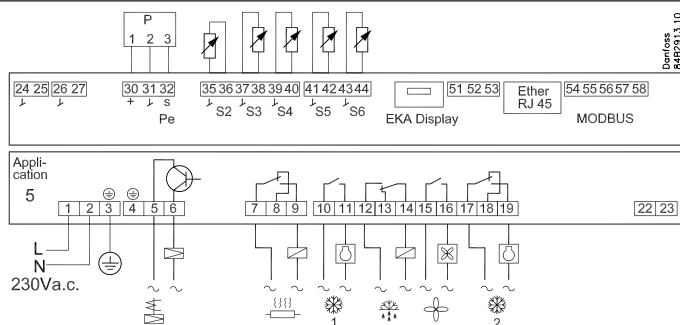 P
1 2 3
Danfoss
84B2913.10
24 25 26 27 30 31 32 35 36 37 38 39 40 41 42 43 44 51 52 53 Ether 54 55 56 57 58
RJ 45
+ s S2 S3 S4 S5 S6
Pe EKA Display MODBUS
Appli-
cation
5
1 2 3 4 5 6 7 8 9 10 11 12 13 14 15 16 17 18 19 22 23
L
N
230Va.c.
1 2